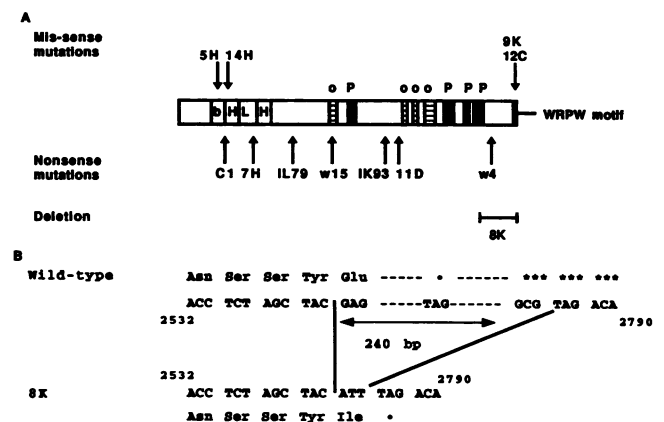 A
Mis-sense mutations
5H 14H
9K
12C
o P o o o P P P
b H L H
WRPW motif
Nonsense mutations
C1 7H IL79 w15 IK93 11D w4
Deletion
8K
B
Wild-type
Asn Ser Ser Tyr Glu ----- • ------ *** *** ***
ACC TCT AGC TAC GAG -----TAG------ GCG TAG ACA
2532
2790
240 bp
2532
2790
8K
ACC TCT AGC TAC ATT TAG ACA
Asn Ser Ser Tyr Ile •